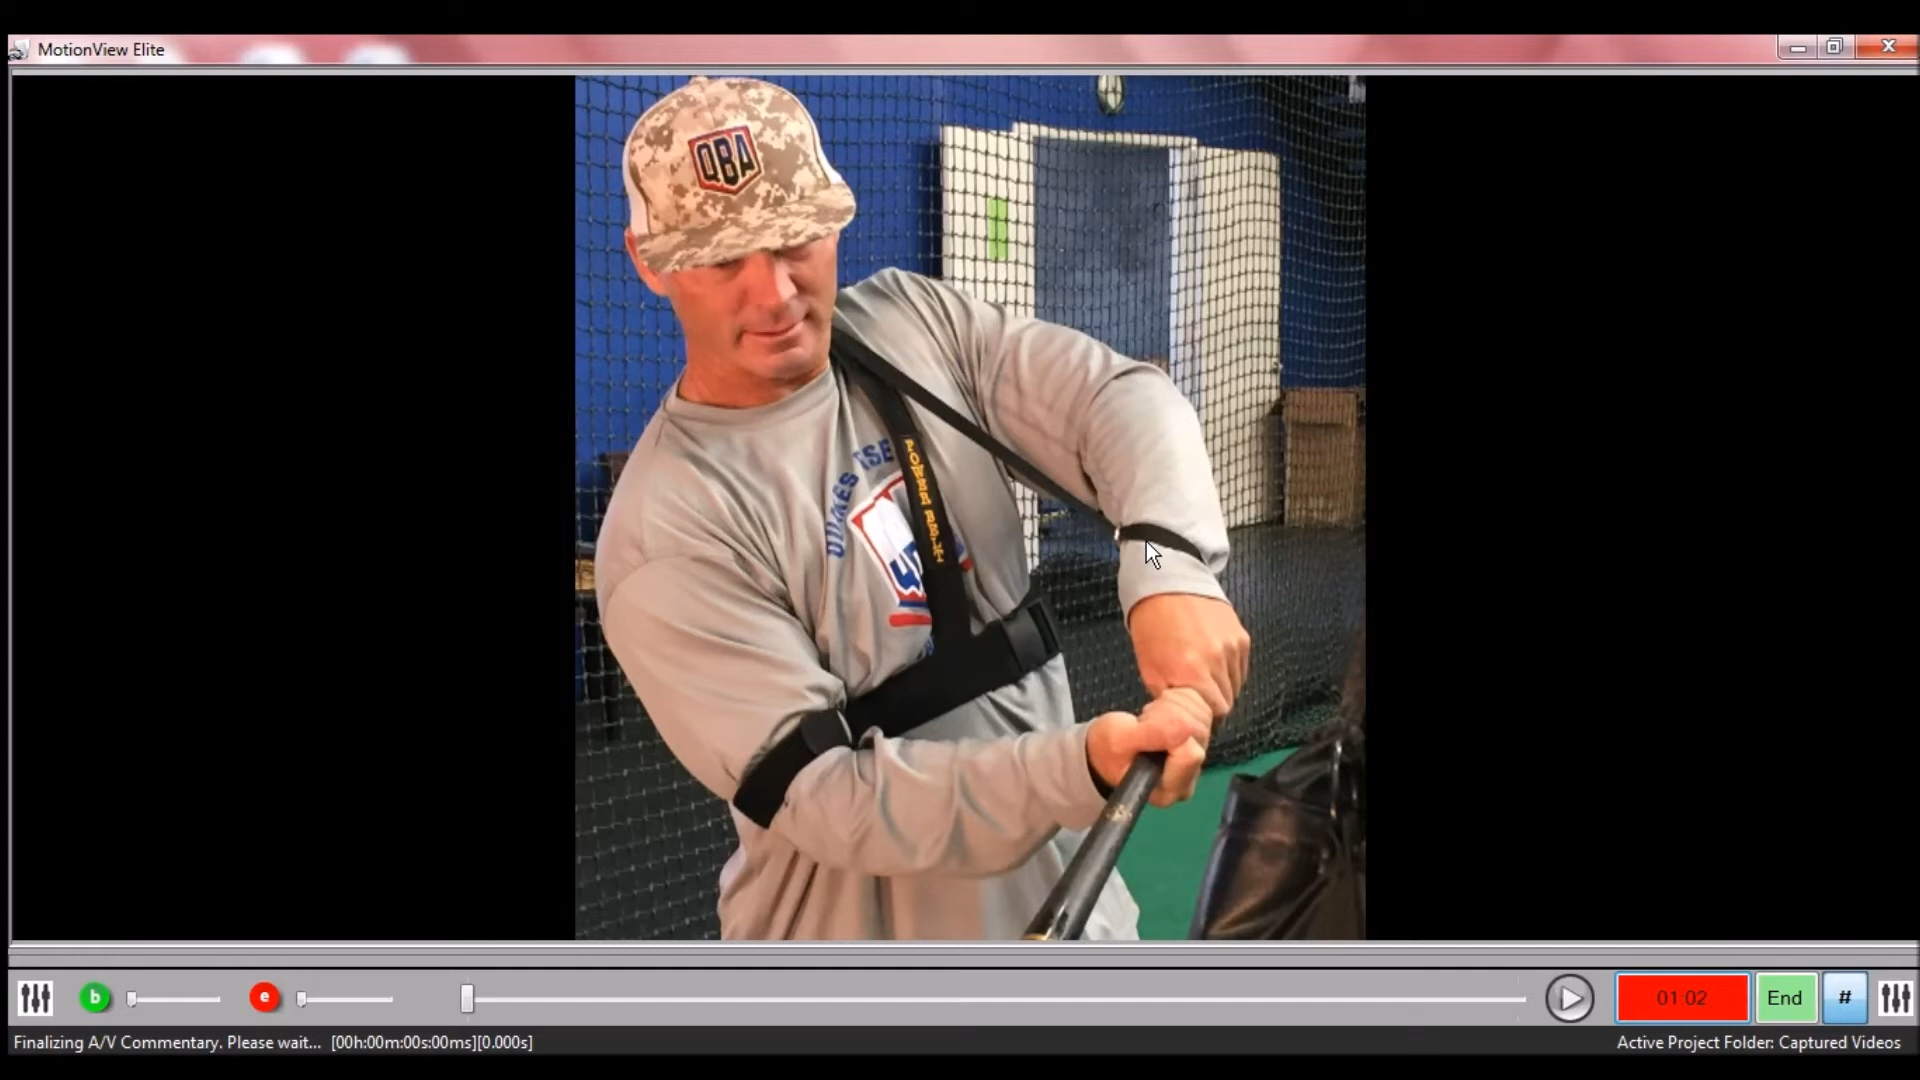 MotionView Elite
QBA
DUKES
POWER BELT
b
e
01:02
End
#
Finalizing A/V Commentary. Please wait... [00h:00m:00s:00ms][0.000s]
Active Project Folder: Captured Videos